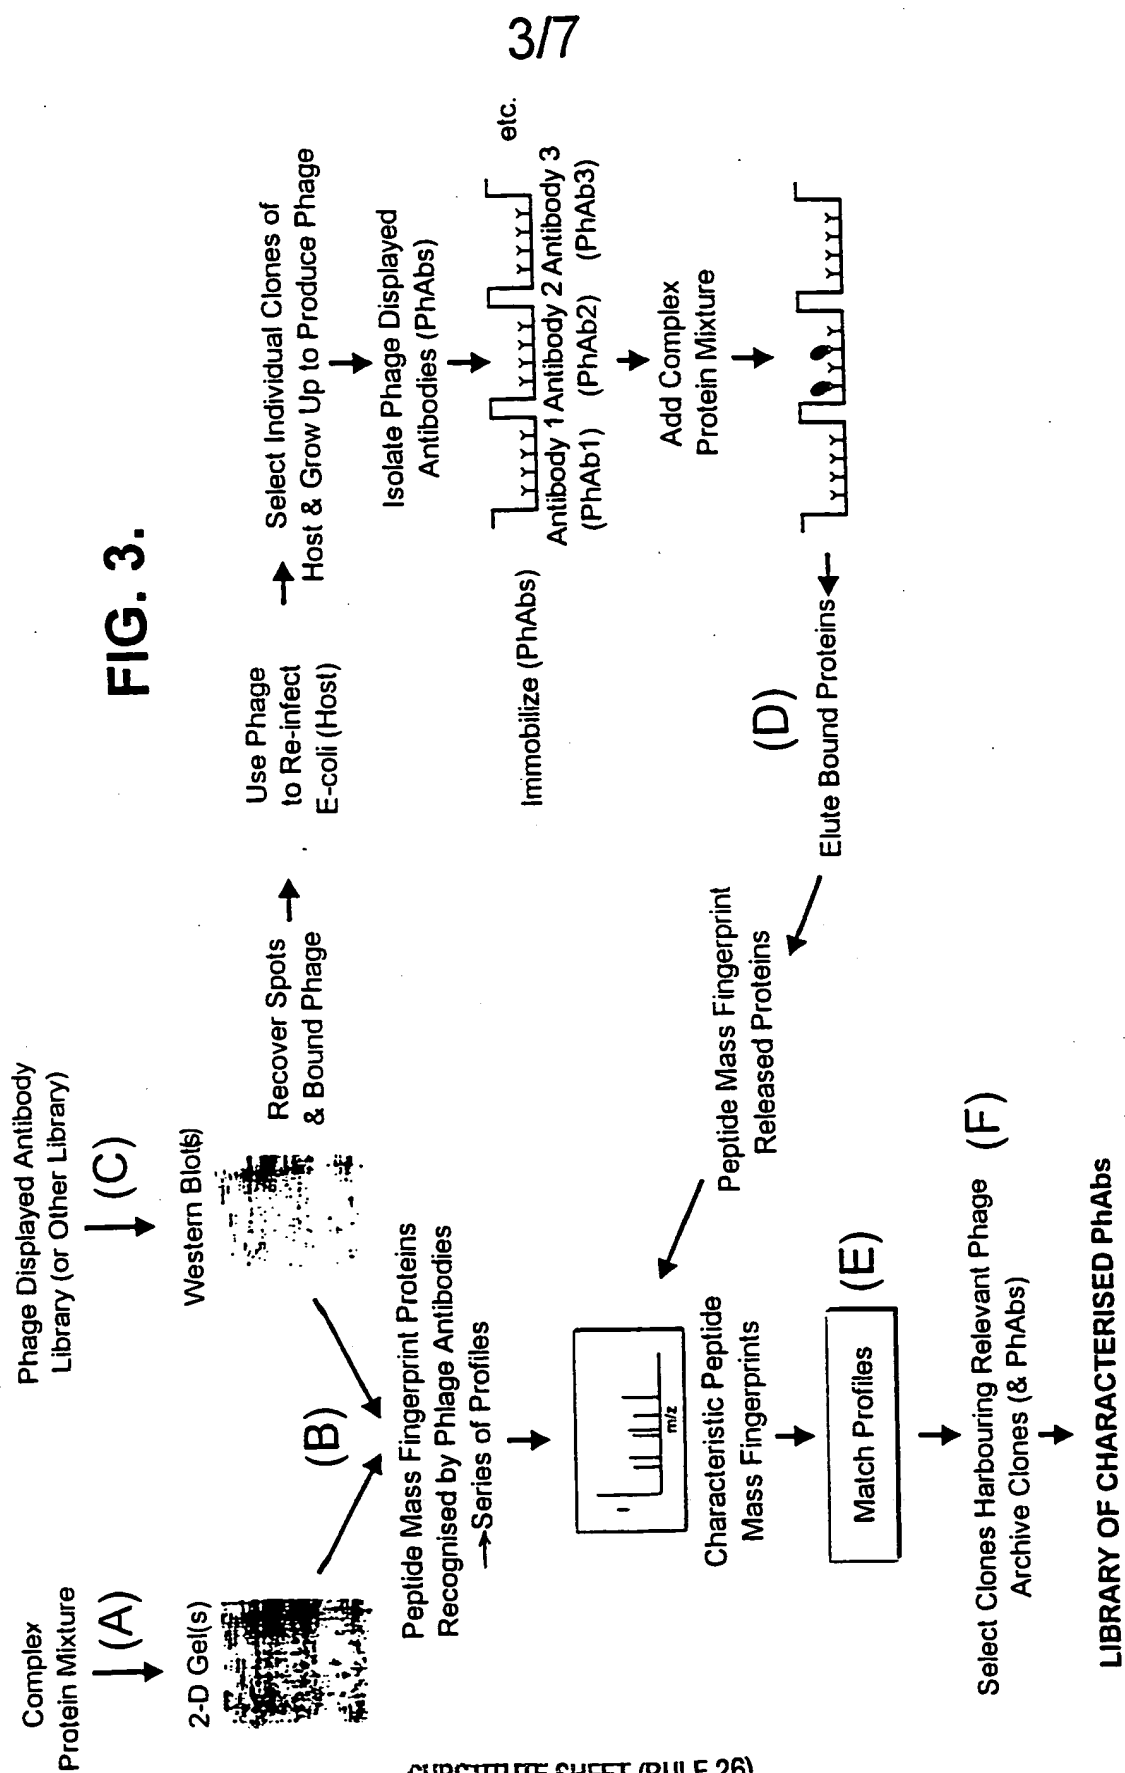 3/7
FIG. 3.
Complex
Protein Mixture
(A)
2-D Gel(s)
Phage Displayed Antibody
Library (or Other Library)
(C)
Western Blot(s)
Recover Spots
& Bound Phage
Use Phage
to Re-infect
E-coli (Host)
Select Individual Clones of
Host & Grow Up to Produce Phage
Isolate Phage Displayed
Antibodies (PhAbs)
Immobilize (PhAbs)
etc.
Antibody 1 Antibody 2 Antibody 3
(PhAb1) (PhAb2) (PhAb3)
Add Complex
Protein Mixture
(D)
Elute Bound Proteins
Peptide Mass Fingerprint
Released Proteins
(B)
Peptide Mass Fingerprint Proteins
Recognised by Phlage Antibodies
→Series of Profiles
I
m/z
Characteristic Peptide
Mass Fingerprints
Match Profiles
(E)
Select Clones Harbouring Relevant Phage
Archive Clones (& PhAbs)
(F)
LIBRARY OF CHARACTERISED PhAbs
SUBSTITUTE SHEET (RULE 26)